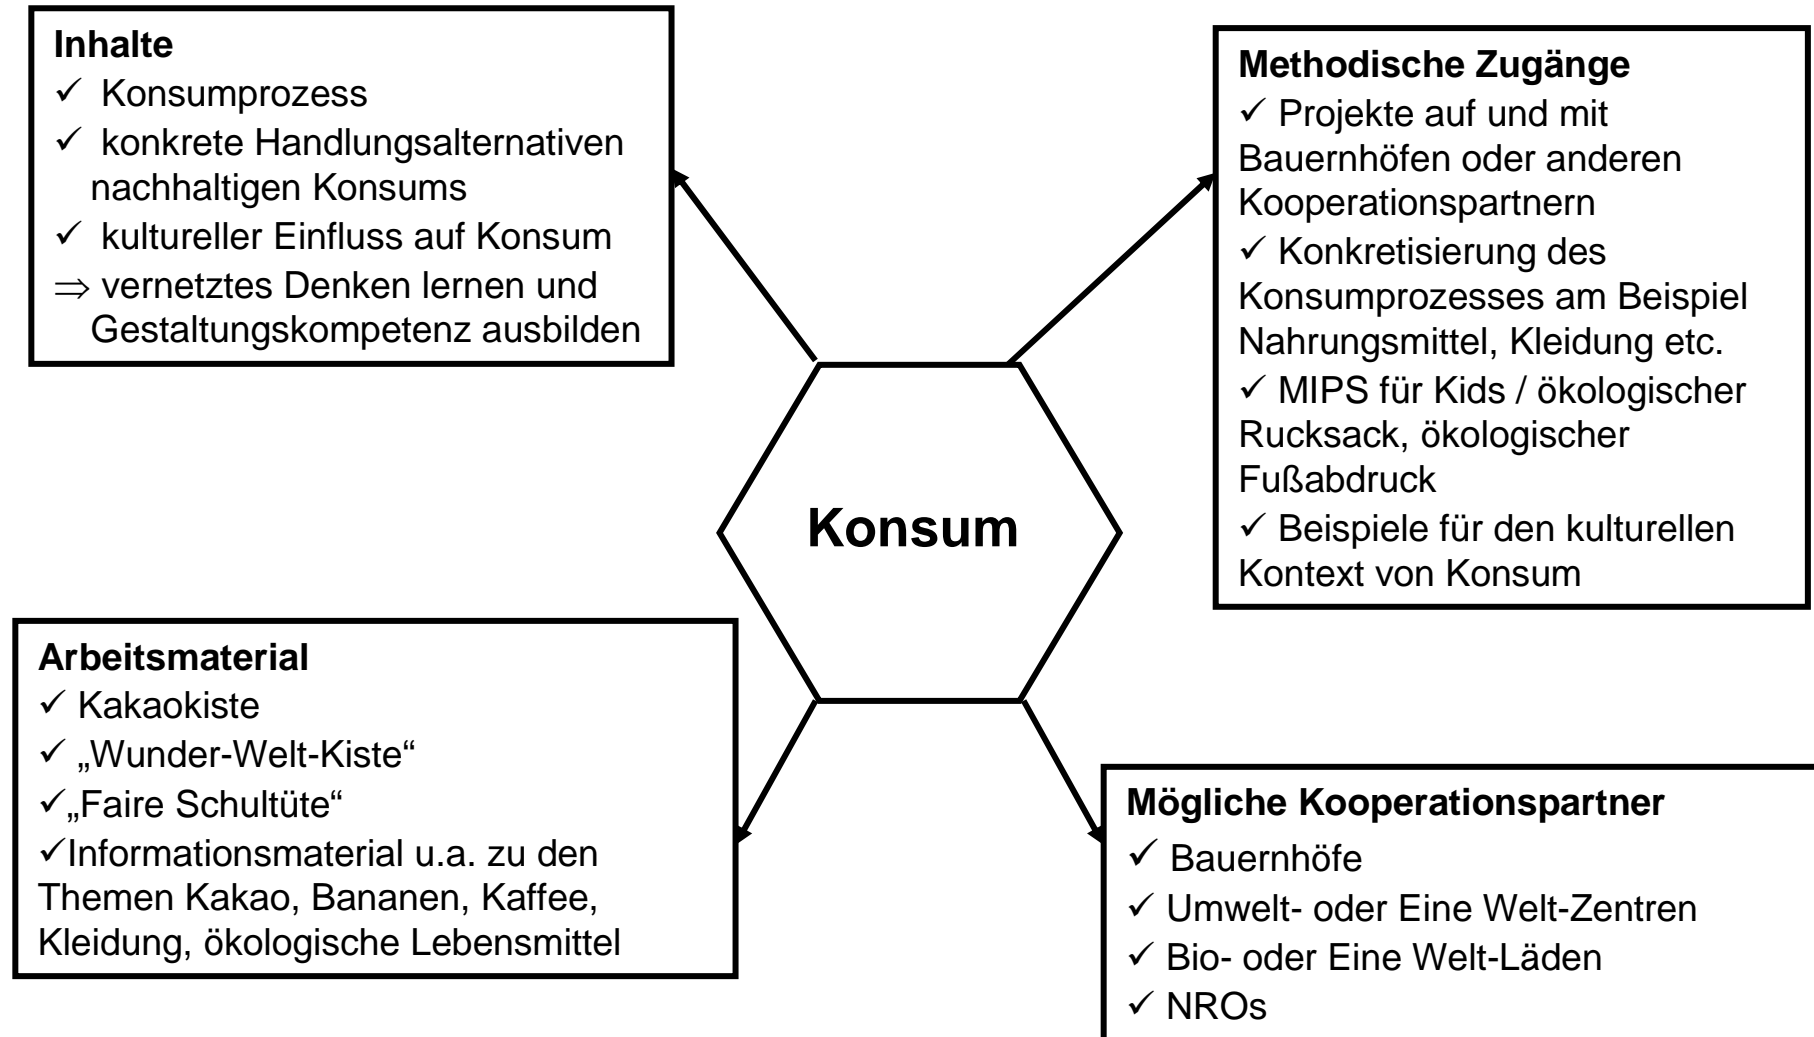 Inhalte
✓ Konsumprozess
✓ konkrete Handlungsalternativen
nachhaltigen Konsums
✓ kultureller Einfluss auf Konsum
⇒ vernetztes Denken lernen und
Gestaltungskompetenz ausbilden
Methodische Zugänge
✓ Projekte auf und mit
Bauernhöfen oder anderen
Kooperationspartnern
✓ Konkretisierung des
Konsumprozesses am Beispiel
Nahrungsmittel, Kleidung etc.
✓ MIPS für Kids / ökologischer
Rucksack, ökologischer
Fußabdruck
✓ Beispiele für den kulturellen
Kontext von Konsum
Konsum
Arbeitsmaterial
✓ Kakaokiste
✓ „Wunder-Welt-Kiste“
✓„Faire Schultüte“
✓Informationsmaterial u.a. zu den
Themen Kakao, Bananen, Kaffee,
Kleidung, ökologische Lebensmittel
Mögliche Kooperationspartner
✓ Bauernhöfe
✓ Umwelt- oder Eine Welt-Zentren
✓ Bio- oder Eine Welt-Läden
✓ NROs